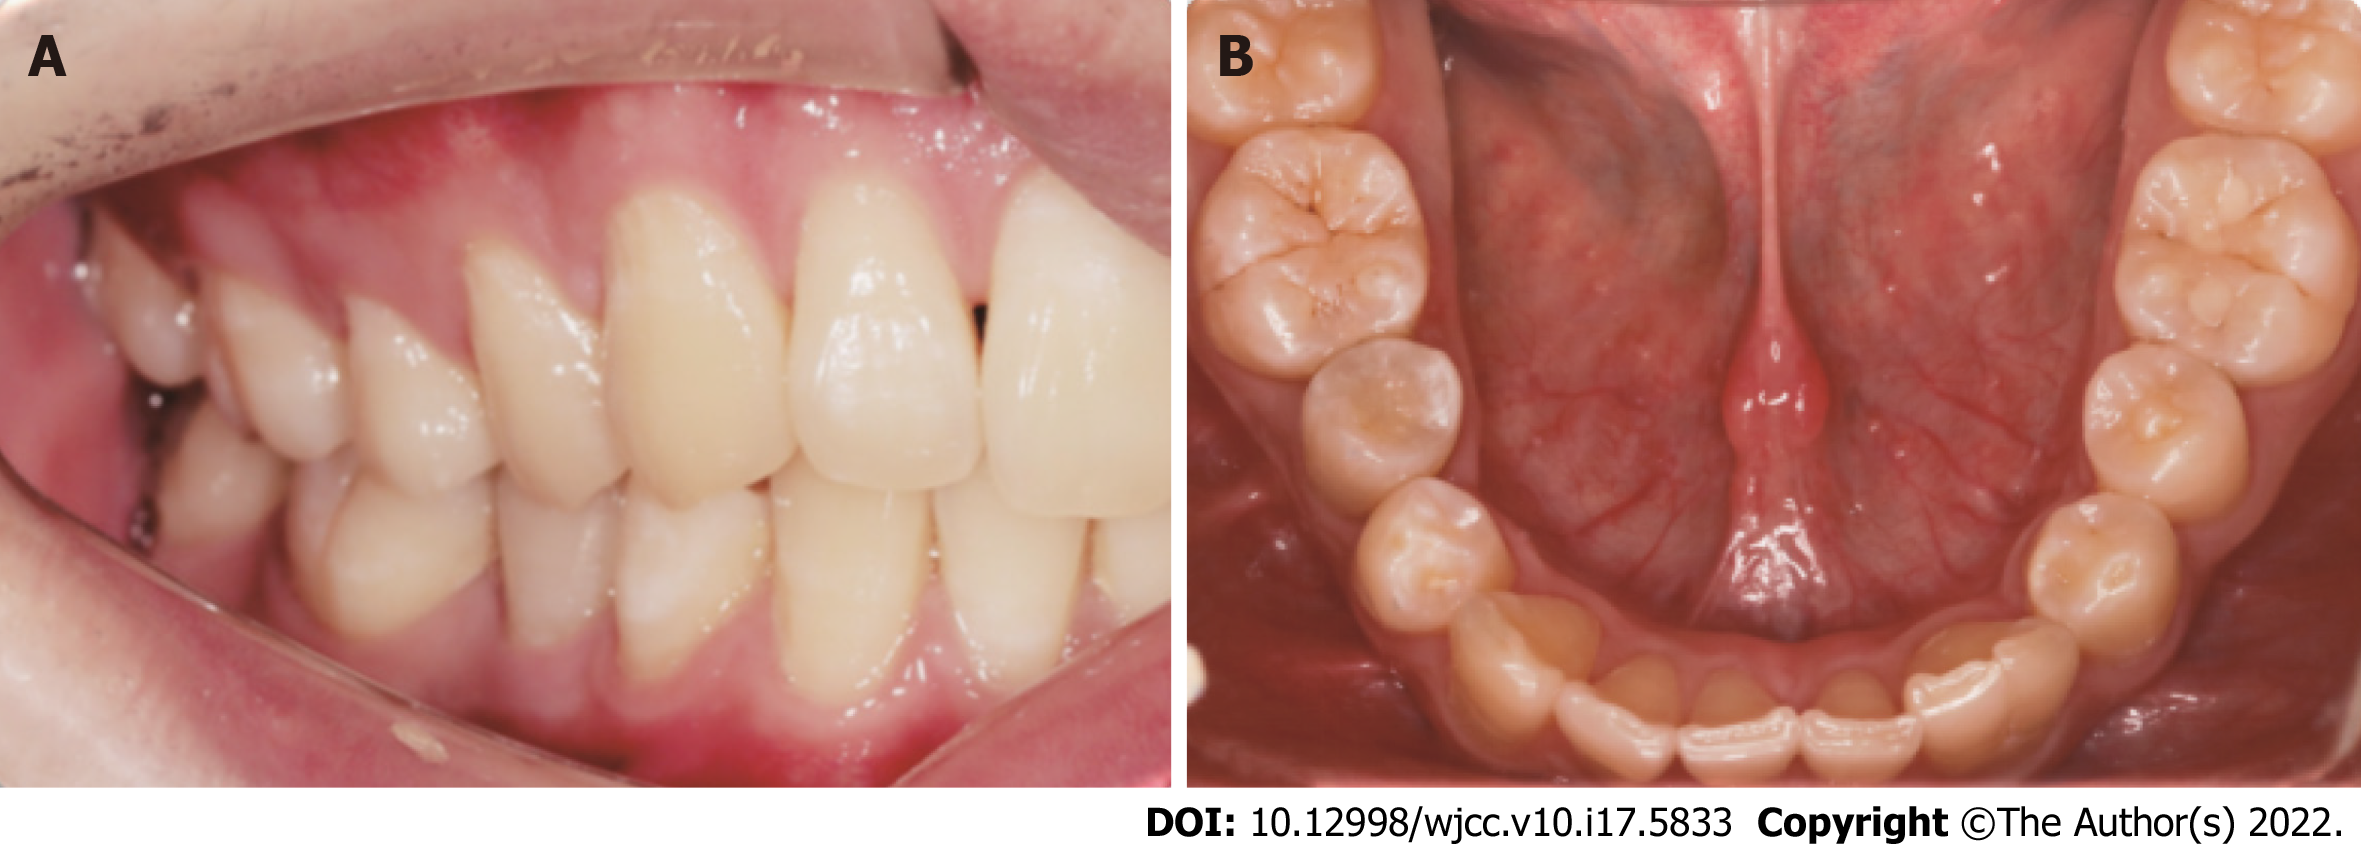 A
B
DOI: 10.12998/wjcc.v10.i17.5833 Copyright ©The Author(s) 2022.